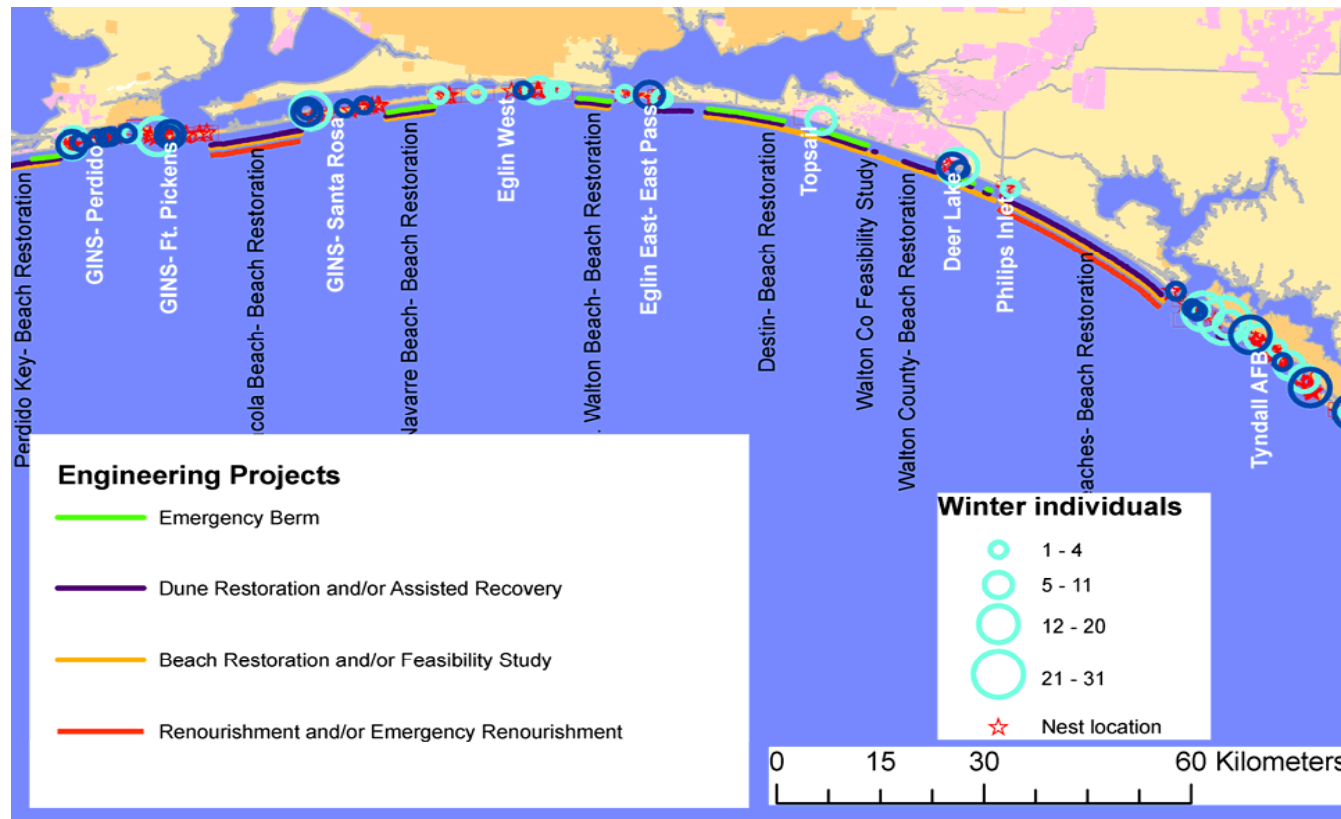 Perdido Key- Beach Restoration
GINS- Perdido
GINS- Ft. Pickens
cola Beach- Beach Restoration
GINS- Santa Rosa
Navarre Beach- Beach Restoration
Eglin West
. Walton Beach- Beach Restoration
Eglin East- East Pass
Destin- Beach Restoration
Topsail
Walton Co Feasibility Study
Walton County- Beach Restoration
Deer Lake
Philips Inlet
eaches- Beach Restoration
Tyndall AFB
Engineering Projects
Emergency Berm
Dune Restoration and/or Assisted Recovery
Beach Restoration and/or Feasibility Study
Renourishment and/or Emergency Renourishment
Winter individuals
1 - 4
5 - 11
12 - 20
21 - 31
Nest location
0 15 30 60 Kilometers